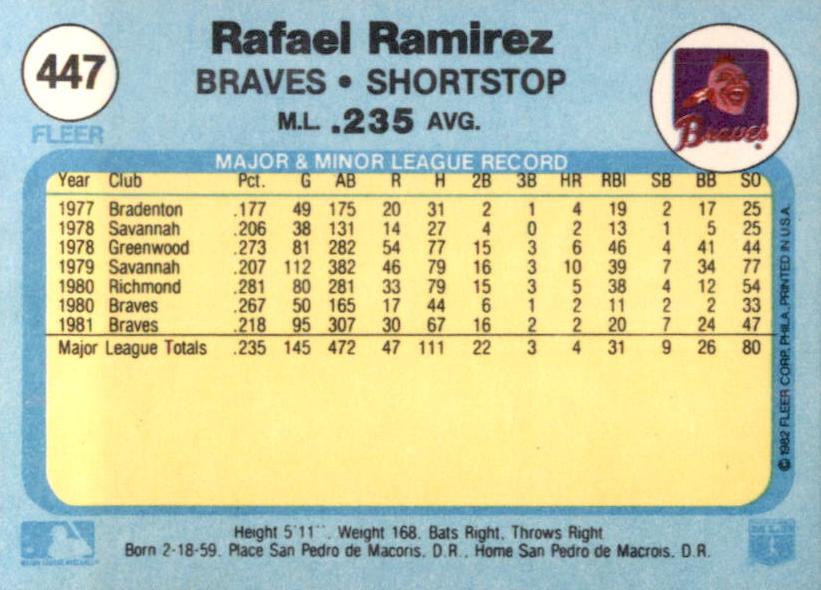 447
FLEER
Rafael Ramirez
BRAVES • SHORTSTOP
M.L. .235 AVG.
Braves
MAJOR & MINOR LEAGUE RECORD
Year Club Pct. G AB R H 2B 3B HR RBI SB BB SO
1977 Bradenton .177 49 175 20 31 2 1 4 19 2 17 25
1978 Savannah .206 38 131 14 27 4 0 2 13 1 5 25
1978 Greenwood .273 81 282 54 77 15 3 6 46 4 41 44
1979 Savannah .207 112 382 46 79 16 3 10 39 7 34 77
1980 Richmond .281 80 281 33 79 15 3 5 38 4 12 54
1980 Braves .267 50 165 17 44 6 1 2 11 2 2 33
1981 Braves .218 95 307 30 67 16 2 2 20 7 24 47
Major League Totals .235 145 472 47 111 22 3 4 31 9 26 80
© 1982 FLEER CORP. PHILA. PRINTED IN U.S.A.
Height 5'11". Weight 168. Bats Right, Throws Right
Born 2-18-59. Place San Pedro de Macoris, D.R., Home San Pedro de Macrois, D.R.